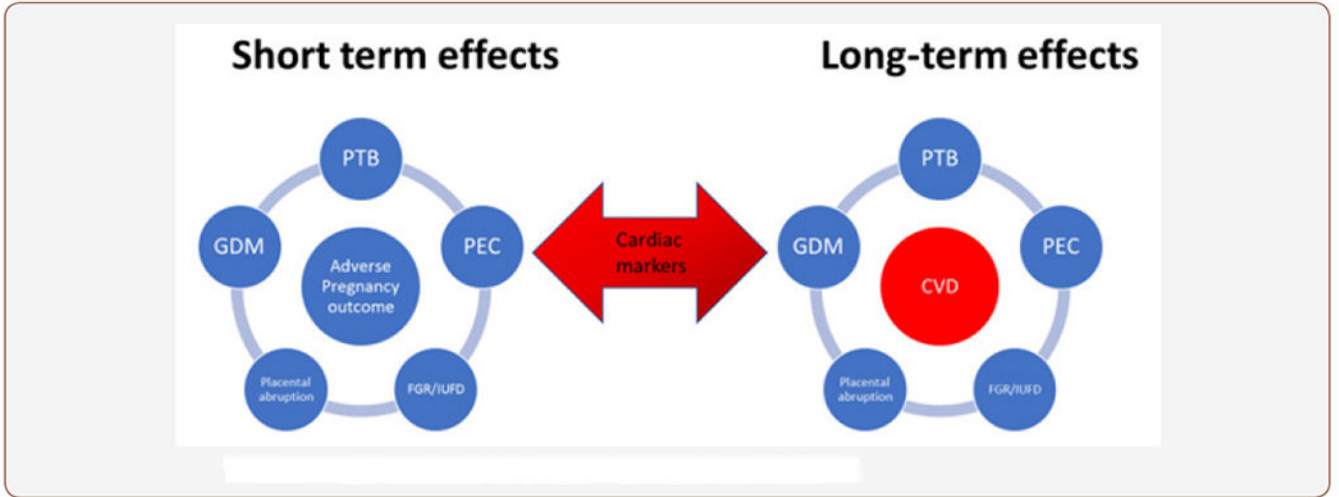 Short term effects
Long-term effects
PTB
GDM
PEC
Adverse
Pregnancy
outcome
Placental
abruption
FGR/IUFD
Cardiac
markers
PTB
GDM
PEC
CVD
Placental
abruption
FGR/IUFD